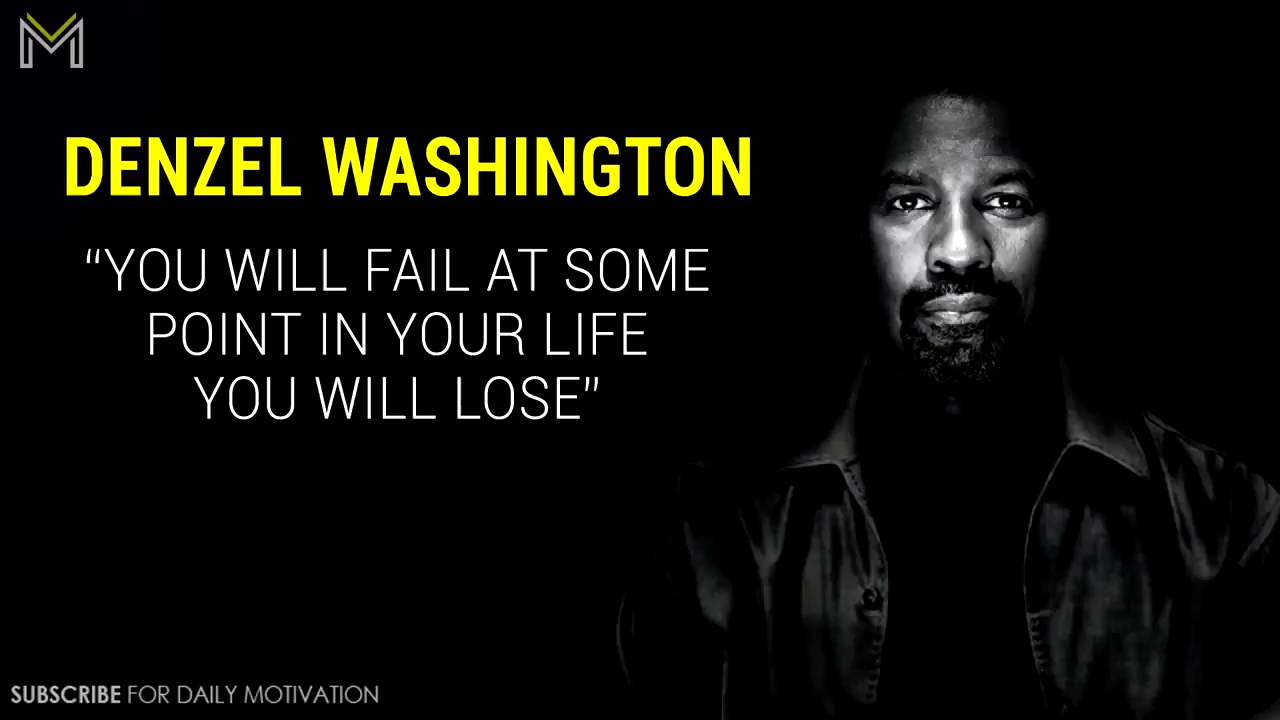 DENZEL WASHINGTON
“YOU WILL FAIL AT SOME
POINT IN YOUR LIFE
YOU WILL LOSE”
SUBSCRIBE FOR DAILY MOTIVATION